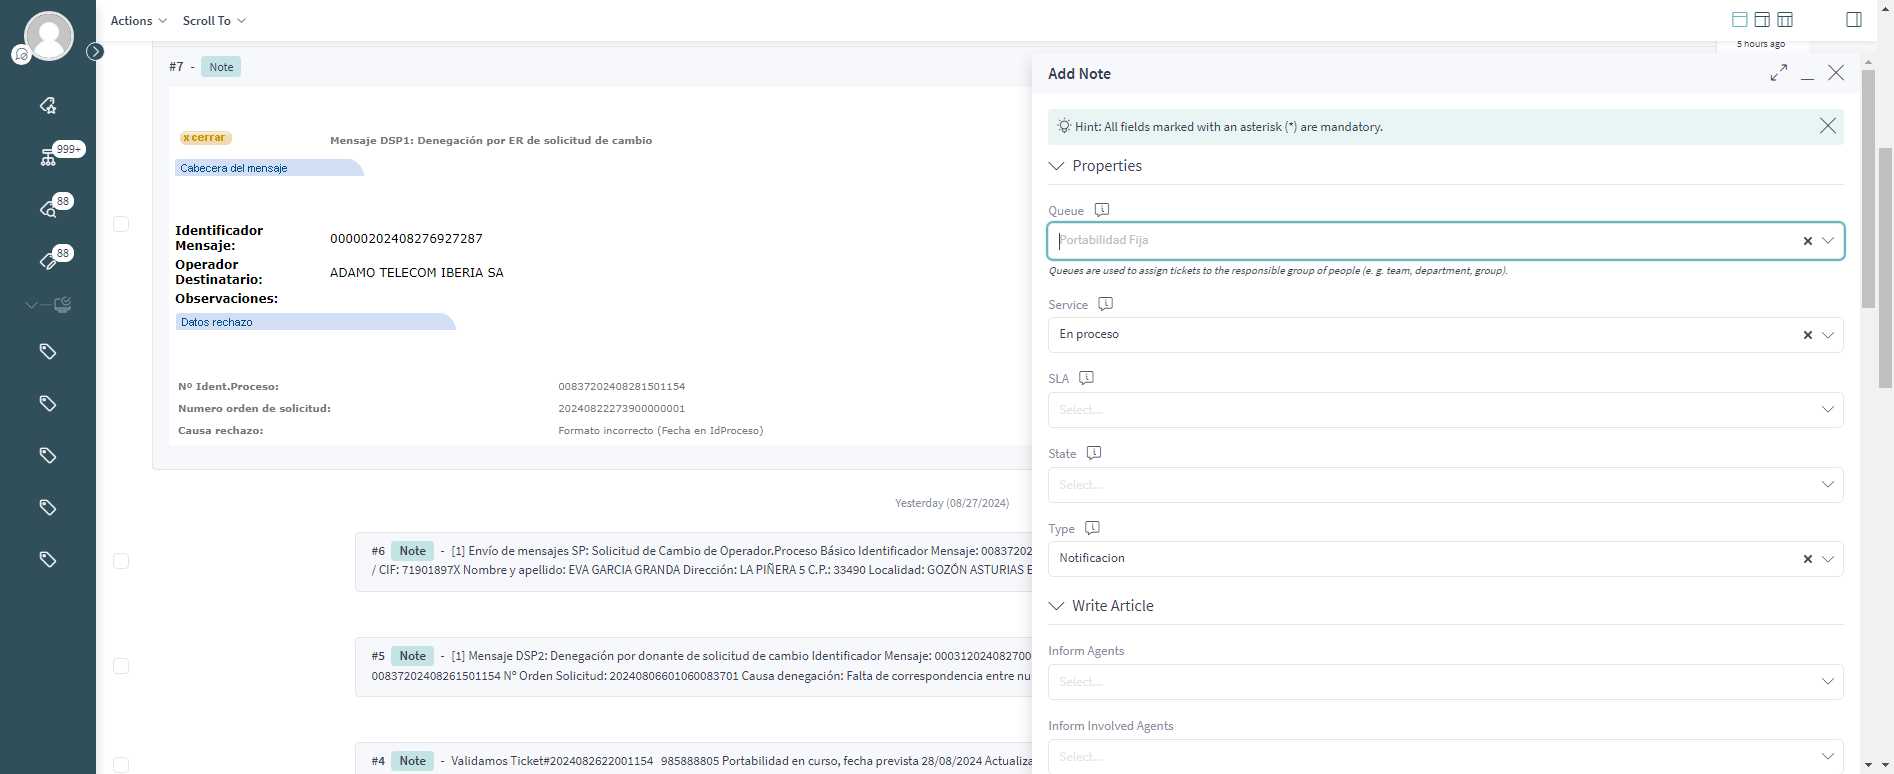 Actions
Scroll To
5 hours ago
999+
88
88
#7 - Note
x cerrar
Mensaje DSP1: Denegación por ER de solicitud de cambio
Cabecera del mensaje
Identificador
Mensaje:
00000202408276927287
Operador
Destinatario:
ADAMO TELECOM IBERIA SA
Observaciones:
Datos rechazo
Nº Ident.Proceso:
00837202408281501154
Numero orden de solicitud:
20240822273900000001
Causa rechazo:
Formato incorrecto (Fecha en IdProceso)
Yesterday (08/27/2024)
#6 Note - [1] Envío de mensajes SP: Solicitud de Cambio de Operador.Proceso Básico Identificador Mensaje: 0083720
/ CIF: 71901897X Nombre y apellido: EVA GARCIA GRANDA Dirección: LA PIÑERA 5 C.P.: 33490 Localidad: GOZÓN ASTURIAS E
#5 Note - [1] Mensaje DSP2: Denegación por donante de solicitud de cambio Identificador Mensaje: 000312024082700
00837202408261501154 Nº Orden Solicitud: 20240806601060083701 Causa denegación: Falta de correspondencia entre nu
#4 Note - Validamos Ticket#2024082622001154 985888805 Portabilidad en curso, fecha prevista 28/08/2024 Actualiza
Add Note
Hint: All fields marked with an asterisk (*) are mandatory.
Properties
Queue
Portabilidad Fija
Queues are used to assign tickets to the responsible group of people (e. g. team, department, group).
Service
En proceso
SLA
Select...
State
Select...
Type
Notificacion
Write Article
Inform Agents
Select...
Inform Involved Agents
Select...